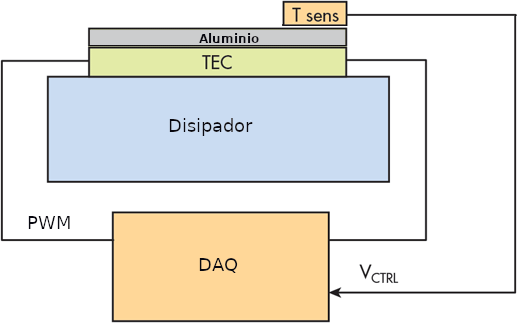 T sens
Aluminio
TEC
Disipador
PWM
DAQ
VCTRL